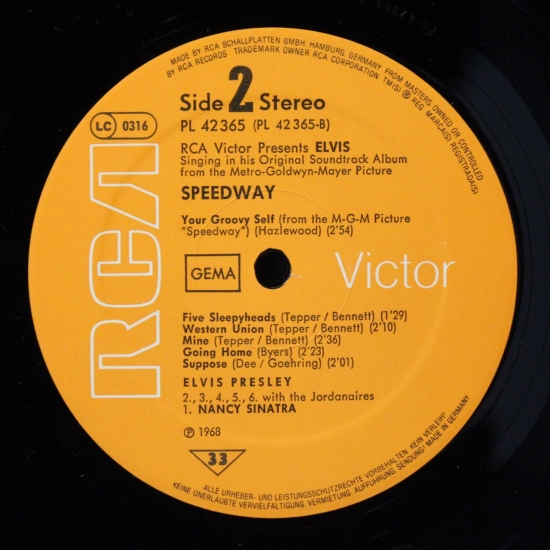 MADE BY RCA SCHALLPLATTEN GMBH HAMBURG, GERMANY FROM MASTERS OWNED OR CONTROLLED
BY RCA RECORDS TRADEMARK OWNER RCA CORPORATION TM(S) ® REG MARCA(S) REGISTRADA(S)
Side 2 Stereo
PL 42365 (PL 42365-B)
LC 0316
RCA Victor Presents ELVIS
Singing in his Original Soundtrack Album
from the Metro-Goldwyn-Mayer Picture
SPEEDWAY
Your Groovy Self (from the M-G-M Picture
"Speedway") (Hazlewood) (2'54)
RCA
GEMA
Victor
Five Sleepyheads (Tepper / Bennett) (1'29)
Western Union (Tepper / Bennett) (2'10)
Mine (Tepper / Bennett) (2'36)
Going Home (Byers) (2'23)
Suppose (Dee / Goehring) (2'01)
ELVIS PRESLEY
2., 3., 4., 5., 6. with the Jordanaires
1. NANCY SINATRA
℗ 1968
33
ALLE URHEBER- UND LEISTUNGSSCHUTZRECHTE VORBEHALTEN KEIN VERLEIH!
KEINE UNERLAUBTE VERVIELFÄLTIGUNG, VERMIETUNG, AUFFÜHRUNG, SENDUNG! MADE IN GERMANY